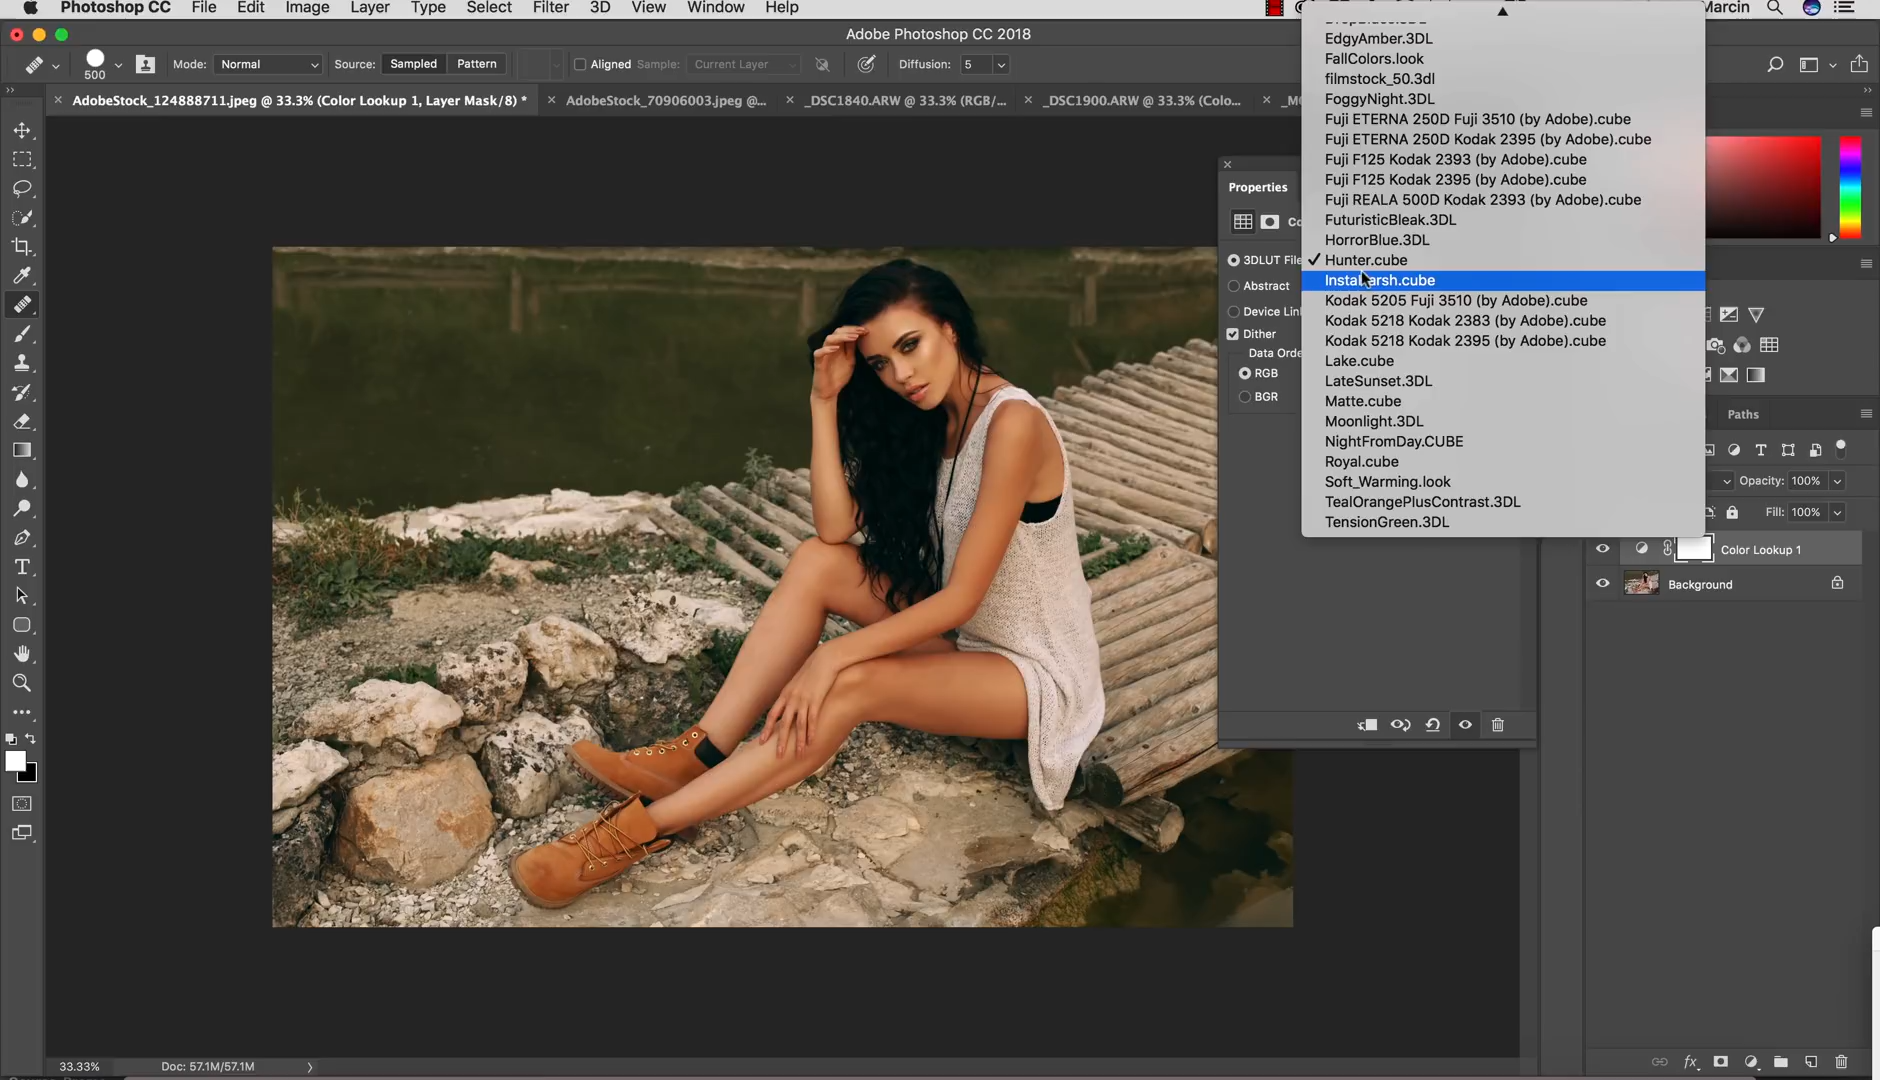 Photoshop CC File Edit Image Layer Type Select Filter 3D View Window Help Marcin
Adobe Photoshop CC 2018
500 Mode: Normal Source: Sampled Pattern Aligned Sample: Current Layer Diffusion: 5
AdobeStock_124888711.jpeg @ 33.3% (Color Lookup 1, Layer Mask/8) * AdobeStock_70906003.jpeg @... _DSC1840.ARW @ 33.3% (RGB/... _DSC1900.ARW @ 33.3% (Colo...
EdgyAmber.3DL
FallColors.look
filmstock_50.3dl
FoggyNight.3DL
Fuji ETERNA 250D Fuji 3510 (by Adobe).cube
Fuji ETERNA 250D Kodak 2395 (by Adobe).cube
Fuji F125 Kodak 2393 (by Adobe).cube
Fuji F125 Kodak 2395 (by Adobe).cube
Fuji REALA 500D Kodak 2393 (by Adobe).cube
FuturisticBleak.3DL
HorrorBlue.3DL
Hunter.cube
Kodak 5205 Fuji 3510 (by Adobe).cube
Kodak 5218 Kodak 2383 (by Adobe).cube
Kodak 5218 Kodak 2395 (by Adobe).cube
Lake.cube
LateSunset.3DL
Matte.cube
Moonlight.3DL
NightFromDay.CUBE
Royal.cube
Soft_Warming.look
TealOrangePlusContrast.3DL
TensionGreen.3DL
Properties
3DLUT File
Abstract
Device Link
Dither
Data Orde
RGB
BGR
Paths
Opacity: 100%
Fill: 100%
Color Lookup 1
Background
33.33% Doc: 57.1M/57.1M